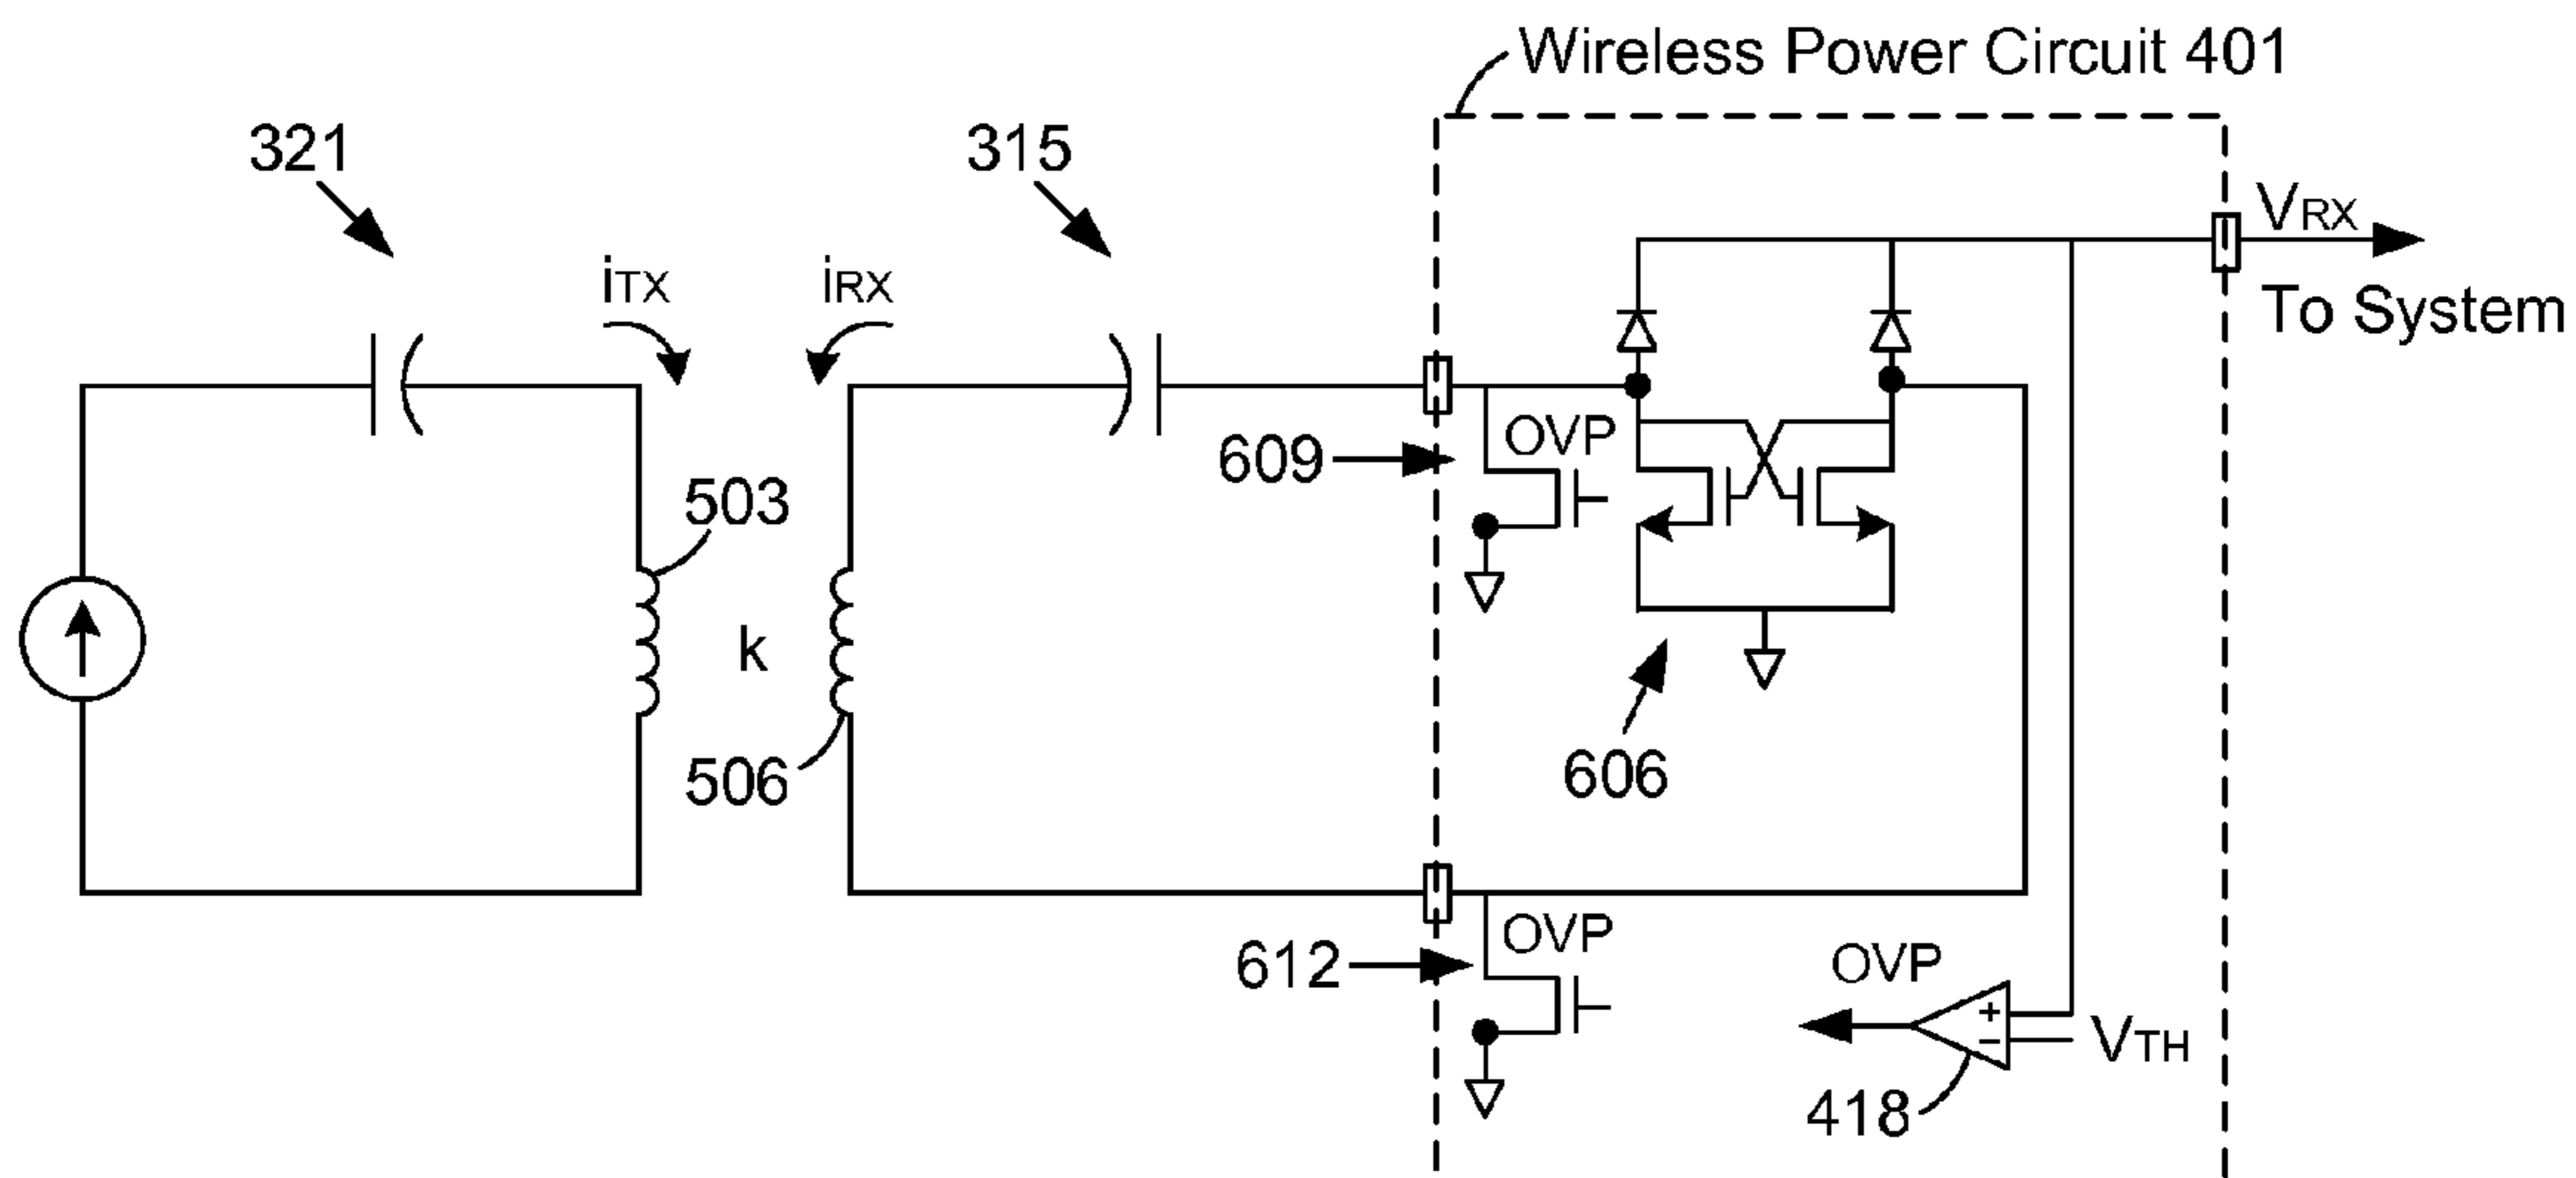 Wireless Power Circuit 401
321
315
VRX
iTX
iRX
To System
OVP
609
503
k
606
506
OVP
612
OVP
+
−
VTH
418